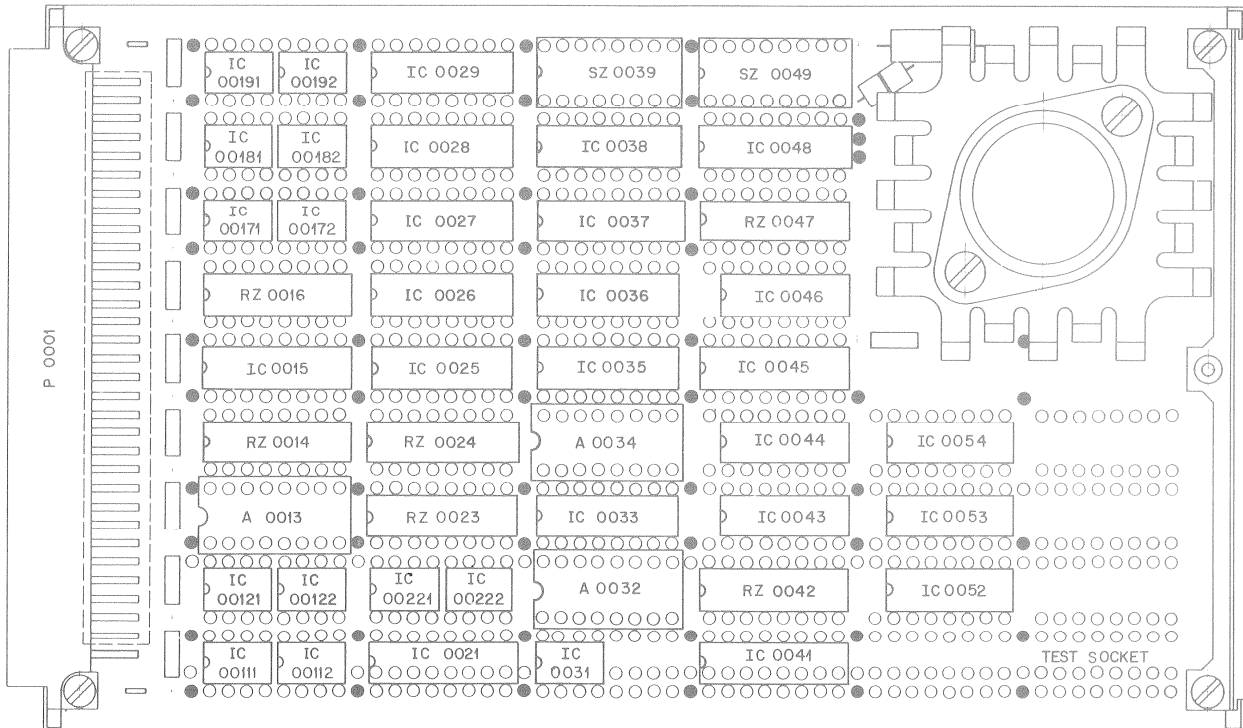 IC 00191 IC 00192 IC 0029 SZ 0039 SZ 0049
IC 00181 IC 00182 IC 0028 IC 0038 IC 0048
IC 00171 IC 00172 IC 0027 IC 0037 RZ 0047
RZ 0016 IC 0026 IC 0036 IC 0046
P 0001
IC 0015 IC 0025 IC 0035 IC 0045
RZ 0014 RZ 0024 A 0034 IC 0044 IC 0054
A 0013 RZ 0023 IC 0033 IC 0043 IC 0053
IC 00121 IC 00122 IC 00221 IC 00222 A 0032 RZ 0042 IC 0052
IC 00111 IC 00112 IC 0021 IC 0031 IC 0041 TEST SOCKET